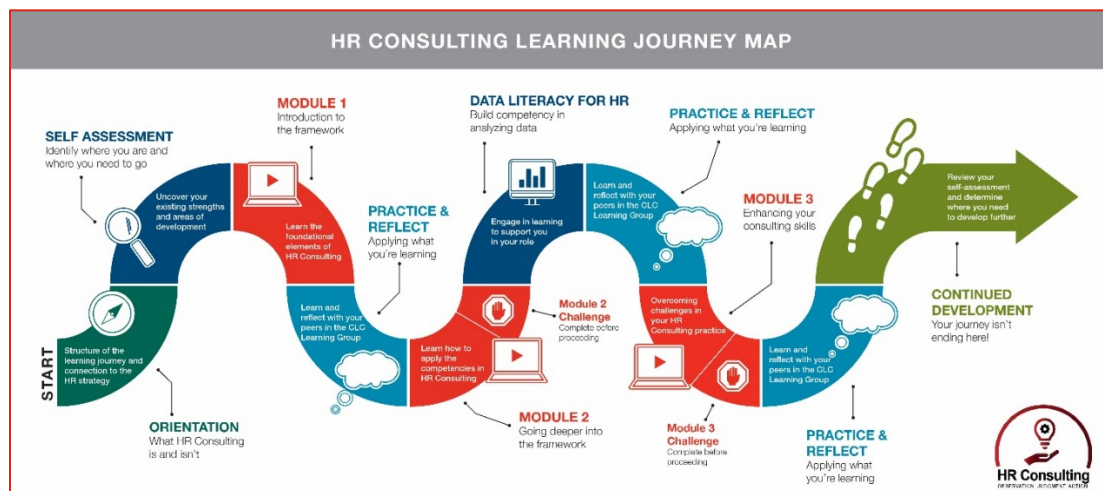 HR CONSULTING LEARNING JOURNEY MAP
START
Structure of the
learning journey and
connection to the
HR strategy
ORIENTATION
What HR Consulting
is and isn't
SELF ASSESSMENT
Identify where you are and
where you need to go
Uncover your
existing strengths
and areas of
development
MODULE 1
Introduction to
the framework
Learn the
foundational
elements of
HR Consulting
PRACTICE &
REFLECT
Applying what
you're learning
Learn and
reflect with your
peers in the CLC
Learning Group
Learn how to
apply the
competencies in
HR Consulting
MODULE 2
Going deeper into
the framework
Module 2
Challenge
Complete before
proceeding
DATA LITERACY FOR HR
Build competency in
analyzing data
Engage in learning
to support you
in your role
PRACTICE & REFLECT
Applying what you're learning
Learn and
reflect with your
peers in the CLC
Learning Group
MODULE 3
Enhancing your
consulting skills
Overcoming
challenges in
your HR
Consulting practice
Module 3
Challenge
Complete before
proceeding
Learn and
reflect with your
peers in the CLC
Learning Group
PRACTICE &
REFLECT
Applying what
you're learning
Review your
self-assessment
and determine
where you need
to develop further
CONTINUED
DEVELOPMENT
Your journey isn't
ending here!
HR Consulting
OBSERVATION JUDGMENT ACTION